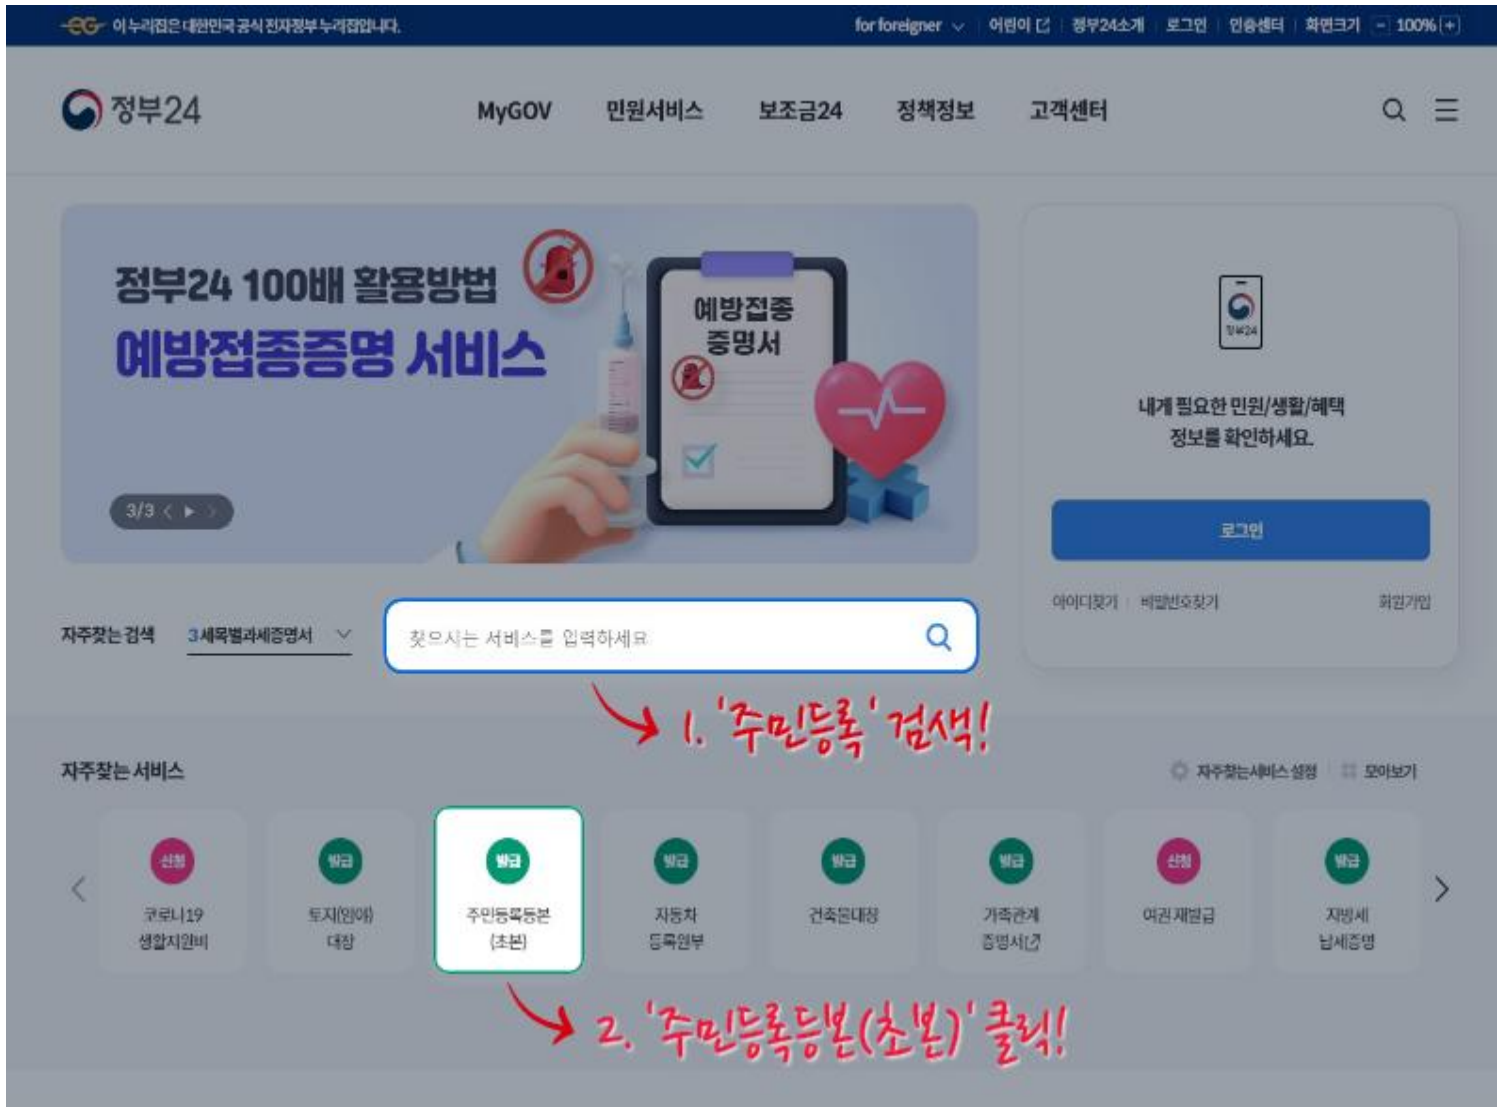 이 누리집은 대한민국 공식 전자정부 누리집입니다.
for foreigner 어린이 정부24소개 로그인 인증센터 화면크기 - 100% +
정부24 MyGOV 민원서비스 보조금24 정책정보 고객센터
정부24 100배 활용방법
예방접종증명 서비스
예방접종
증명서
3/3
정부24
내게 필요한 민원/생활/혜택
정보를 확인하세요.
로그인
아이디찾기 비밀번호찾기 회원가입
자주찾는 검색 3 세목별과세증명서
찾으시는 서비스를 입력하세요
1. '주민등록' 검색!
자주찾는 서비스 자주찾는서비스 설정 모아보기
신청 발급 발급 발급 발급 발급 신청 발급
코로나19 토지(임야) 주민등록등본 자동차 건축물대장 가족관계 여권 재발급 지방세
생활지원비 대장 (초본) 등록원부 증명서 납세증명
2. '주민등록등본(초본)' 클릭!